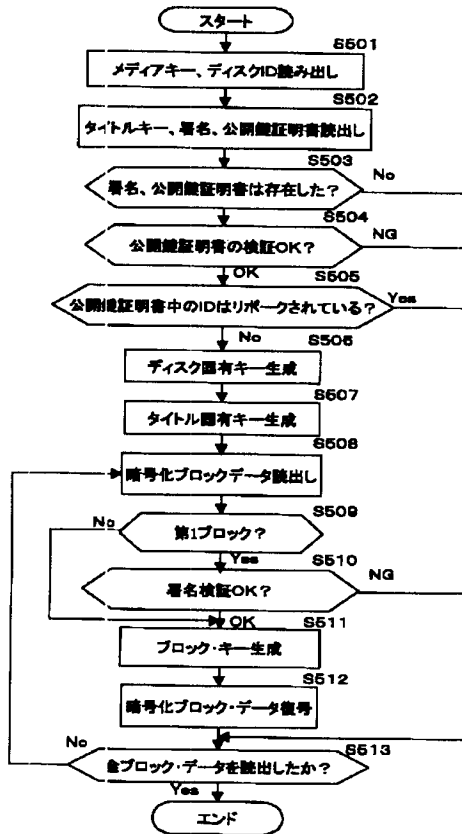 スタート
S501
メディアキー、ディスクID読み出し
S502
タイトルキー、署名、公開鍵証明書読出し
S503
署名、公開鍵証明書は存在した?
No
S504
公開鍵証明書の検証OK?
NG
OK
S505
公開鍵証明書中のIDはリボークされている?
Yes
No
S506
ディスク固有キー生成
S507
タイトル固有キー生成
S508
暗号化ブロックデータ読出し
S509
No
第1ブロック?
Yes
S510
署名検証OK?
NG
OK
S511
ブロック・キー生成
S512
暗号化ブロック・データ復号
S513
No
全ブロック・データを読出したか?
Yes
エンド